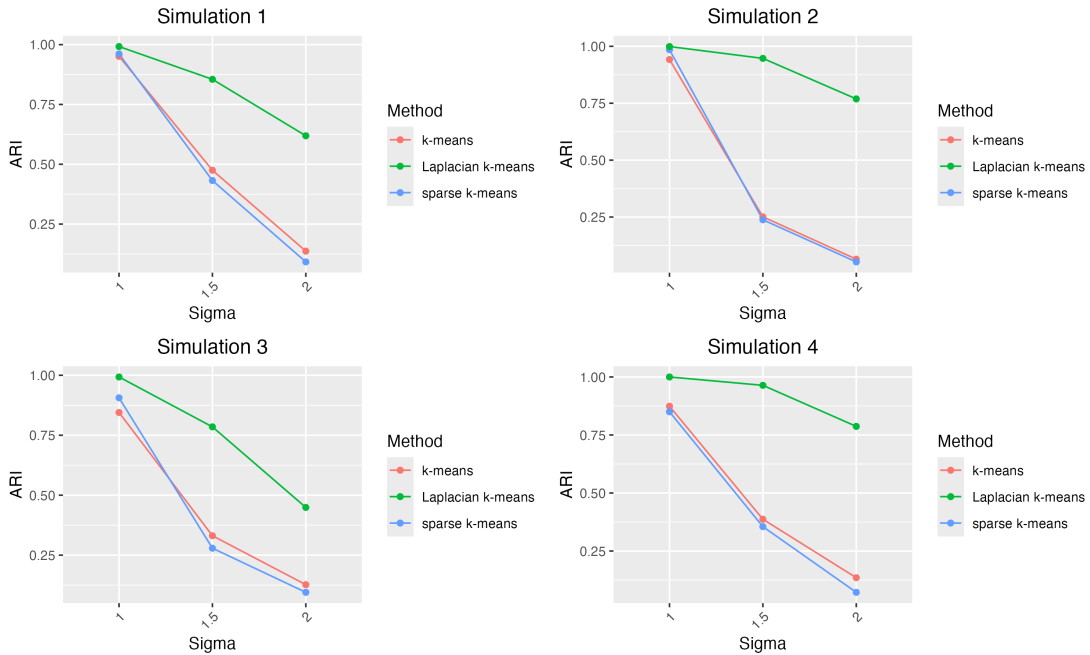 Simulation 1
1.00
0.75
0.50
0.25
ARI
1
1.5
2
Sigma
Method
k-means
Laplacian k-means
sparse k-means
Simulation 2
1.00
0.75
0.50
0.25
ARI
1
1.5
2
Sigma
Method
k-means
Laplacian k-means
sparse k-means
Simulation 3
1.00
0.75
0.50
0.25
ARI
1
1.5
2
Sigma
Method
k-means
Laplacian k-means
sparse k-means
Simulation 4
1.00
0.75
0.50
0.25
ARI
1
1.5
2
Sigma
Method
k-means
Laplacian k-means
sparse k-means